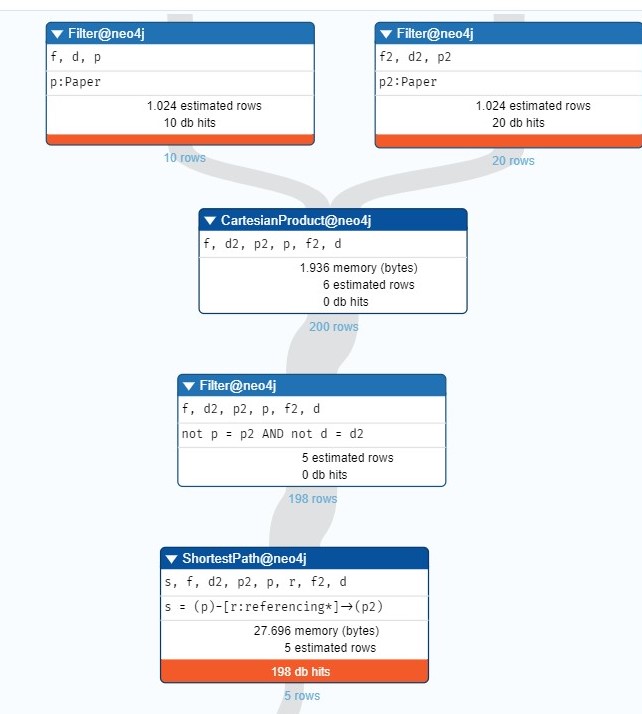 Filter@neo4j
f, d, p
p:Paper
1.024 estimated rows
10 db hits
10 rows
Filter@neo4j
f2, d2, p2
p2:Paper
1.024 estimated rows
20 db hits
20 rows
CartesianProduct@neo4j
f, d2, p2, p, f2, d
1.936 memory (bytes)
6 estimated rows
0 db hits
200 rows
Filter@neo4j
f, d2, p2, p, f2, d
not p = p2 AND not d = d2
5 estimated rows
0 db hits
198 rows
ShortestPath@neo4j
s, f, d2, p2, p, r, f2, d
s = (p)-[r:referencing*]→(p2)
27.696 memory (bytes)
5 estimated rows
198 db hits
5 rows